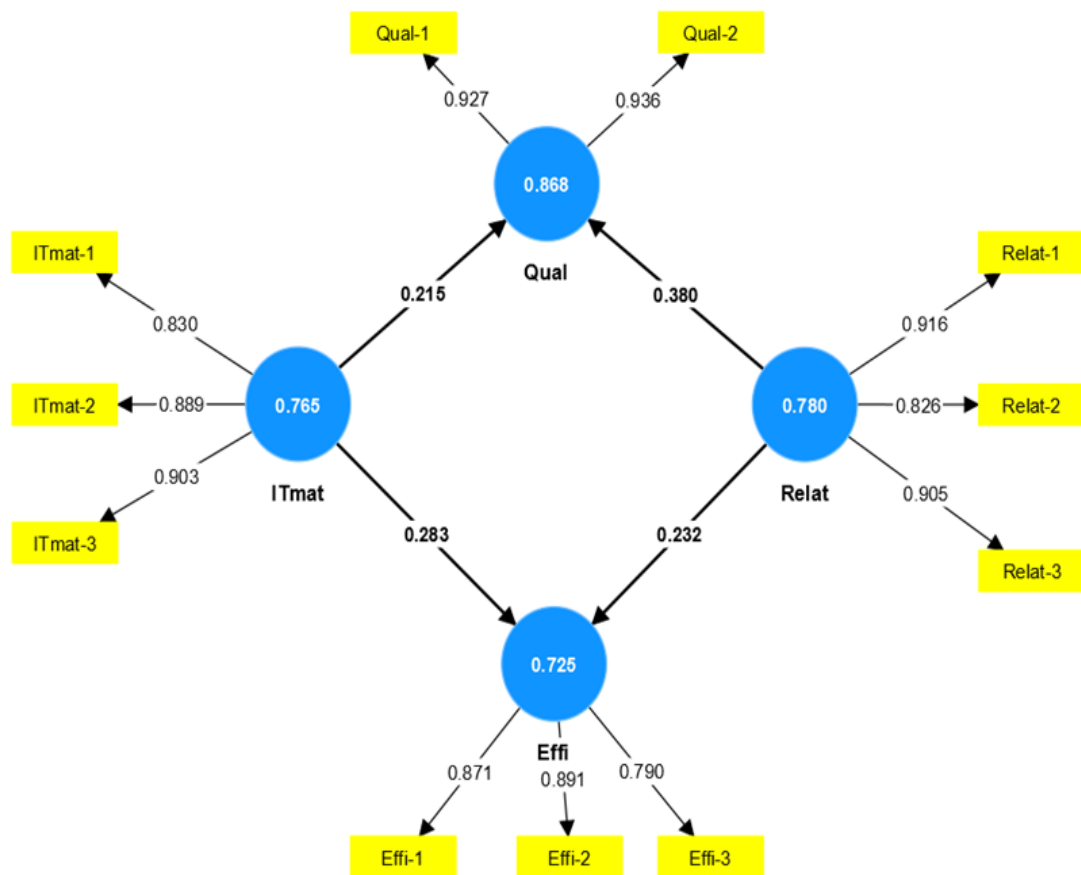 Qual-1
Qual-2
0.927
0.936
0.868
Qual
ITmat-1
Relat-1
0.215
0.380
0.830
0.916
ITmat-2
0.889
0.765
0.780
0.826
Relat-2
0.903
ITmat
Relat
0.905
ITmat-3
0.283
0.232
Relat-3
0.725
Effi
0.871
0.891
0.790
Effi-1
Effi-2
Effi-3